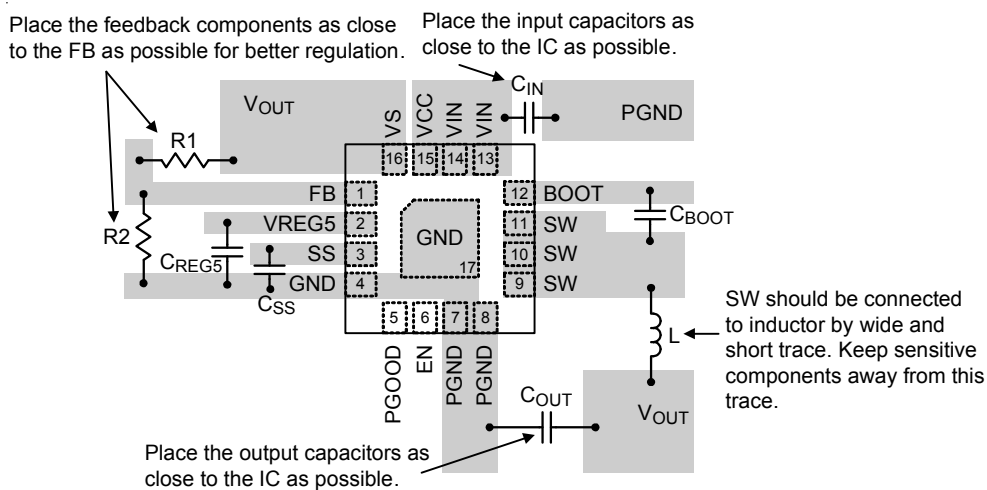 Place the feedback components as close
to the FB as possible for better regulation.
Place the input capacitors as
close to the IC as possible.
VOUT
VS
VCC
VIN
VIN
CIN
PGND
R1
16
15
14
13
FB
1
12
BOOT
VREG5
2
11
SW
CBOOT
R2
SS
3
GND
10
SW
CREG5
GND
4
17
9
SW
CSS
5
6
7
8
PGOOD
EN
PGND
PGND
L
SW should be connected
to inductor by wide and
short trace. Keep sensitive
components away from this
trace.
COUT
VOUT
Place the output capacitors as
close to the IC as possible.